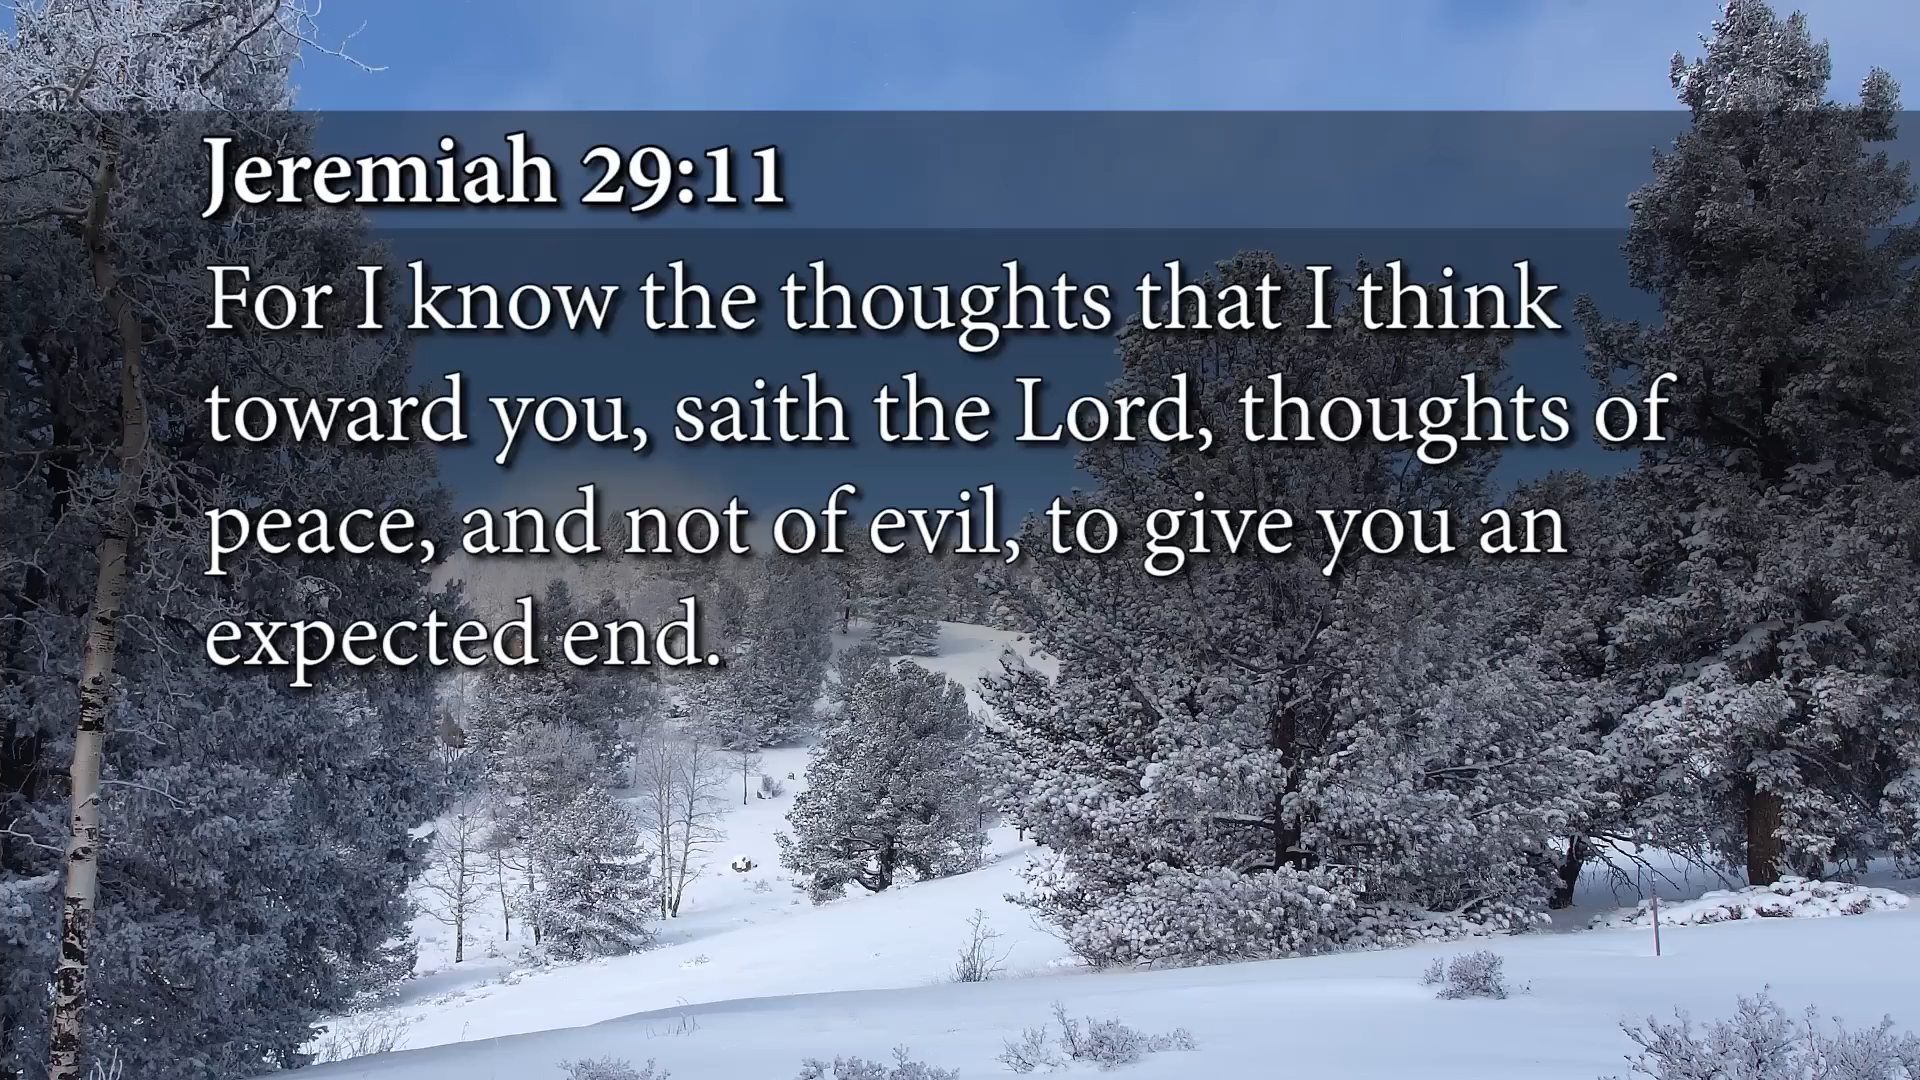 Jeremiah 29:11
For I know the thoughts that I think
toward you, saith the Lord, thoughts of
peace, and not of evil, to give you an
expected end.